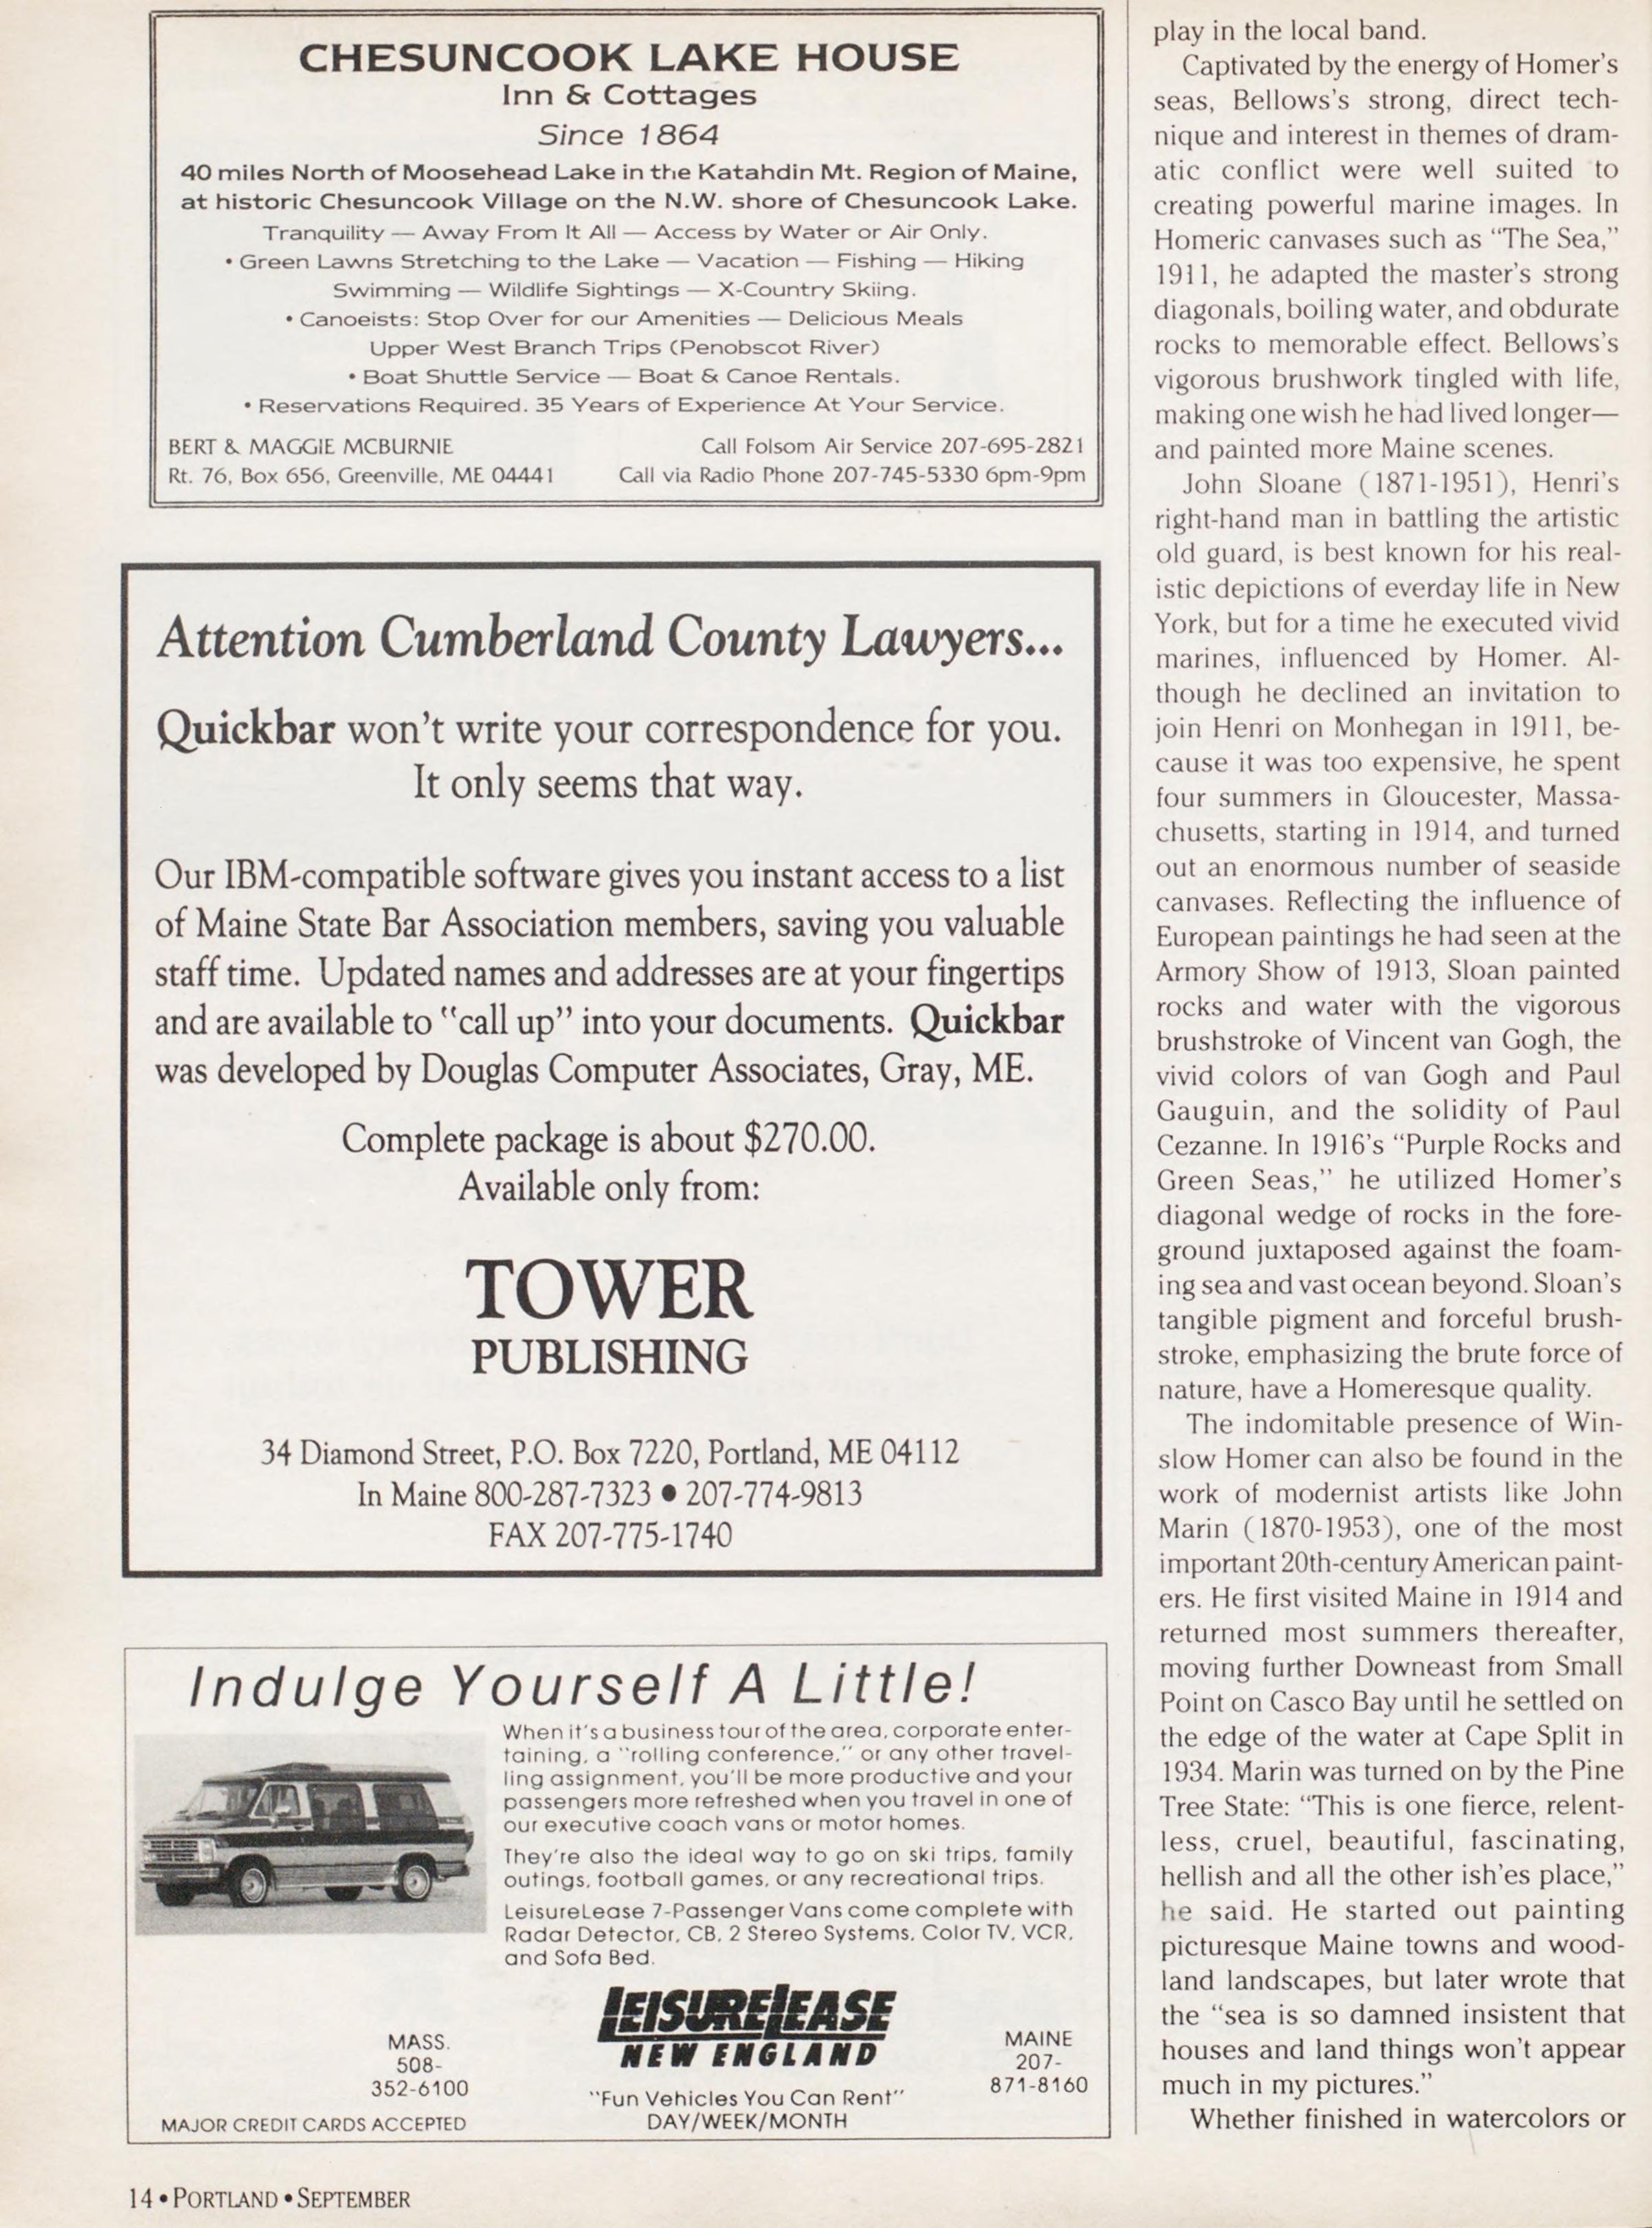 CHESUNCOOK LAKE HOUSE
Inn & Cottages
Since 1864
40 miles North of Moosehead Lake in the Katahdin Mt. Region of Maine,
at historic Chesuncook Village on the N.W. shore of Chesuncook Lake.
Tranquility — Away From It All — Access by Water or Air Only.
• Green Lawns Stretching to the Lake — Vacation — Fishing — Hiking
Swimming — Wildlife Sightings — X-Country Skiing.
• Canoeists: Stop Over for our Amenities — Delicious Meals
Upper West Branch Trips (Penobscot River)
• Boat Shuttle Service — Boat & Canoe Rentals.
• Reservations Required. 35 Years of Experience At Your Service.
BERT & MAGGIE MCBURNIE
Rt. 76, Box 656, Greenville, ME 04441
Call Folsom Air Service 207-695-2821
Call via Radio Phone 207-745-5330 6pm-9pm
Attention Cumberland County Lawyers...
Quickbar won't write your correspondence for you.
It only seems that way.
Our IBM-compatible software gives you instant access to a list
of Maine State Bar Association members, saving you valuable
staff time. Updated names and addresses are at your fingertips
and are available to "call up" into your documents. Quickbar
was developed by Douglas Computer Associates, Gray, ME.
Complete package is about $270.00.
Available only from:
TOWER
PUBLISHING
34 Diamond Street, P.O. Box 7220, Portland, ME 04112
In Maine 800-287-7323 • 207-774-9813
FAX 207-775-1740
Indulge Yourself A Little!
When it's a business tour of the area, corporate enter-
taining, a "rolling conference," or any other travel-
ling assignment, you'll be more productive and your
passengers more refreshed when you travel in one of
our executive coach vans or motor homes.
They're also the ideal way to go on ski trips, family
outings, football games, or any recreational trips.
LeisureLease 7-Passenger Vans come complete with
Radar Detector, CB, 2 Stereo Systems, Color TV, VCR,
and Sofa Bed.
MASS.
508-
352-6100
MAJOR CREDIT CARDS ACCEPTED
LEISURELEASE
NEW ENGLAND
"Fun Vehicles You Can Rent"
DAY/WEEK/MONTH
MAINE
207-
871-8160
play in the local band.
Captivated by the energy of Homer's
seas, Bellows's strong, direct tech-
nique and interest in themes of dram-
atic conflict were well suited to
creating powerful marine images. In
Homeric canvases such as "The Sea,"
1911, he adapted the master's strong
diagonals, boiling water, and obdurate
rocks to memorable effect. Bellows's
vigorous brushwork tingled with life,
making one wish he had lived longer—
and painted more Maine scenes.
John Sloane (1871-1951), Henri's
right-hand man in battling the artistic
old guard, is best known for his real-
istic depictions of everday life in New
York, but for a time he executed vivid
marines, influenced by Homer. Al-
though he declined an invitation to
join Henri on Monhegan in 1911, be-
cause it was too expensive, he spent
four summers in Gloucester, Massa-
chusetts, starting in 1914, and turned
out an enormous number of seaside
canvases. Reflecting the influence of
European paintings he had seen at the
Armory Show of 1913, Sloan painted
rocks and water with the vigorous
brushstroke of Vincent van Gogh, the
vivid colors of van Gogh and Paul
Gauguin, and the solidity of Paul
Cezanne. In 1916's "Purple Rocks and
Green Seas," he utilized Homer's
diagonal wedge of rocks in the fore-
ground juxtaposed against the foam-
ing sea and vast ocean beyond. Sloan's
tangible pigment and forceful brush-
stroke, emphasizing the brute force of
nature, have a Homeresque quality.
The indomitable presence of Win-
slow Homer can also be found in the
work of modernist artists like John
Marin (1870-1953), one of the most
important 20th-century American paint-
ers. He first visited Maine in 1914 and
returned most summers thereafter,
moving further Downeast from Small
Point on Casco Bay until he settled on
the edge of the water at Cape Split in
1934. Marin was turned on by the Pine
Tree State: "This is one fierce, relent-
less, cruel, beautiful, fascinating,
hellish and all the other ish'es place,"
he said. He started out painting
picturesque Maine towns and wood-
land landscapes, but later wrote that
the "sea is so damned insistent that
houses and land things won't appear
much in my pictures."
Whether finished in watercolors or
14 • PORTLAND • SEPTEMBER